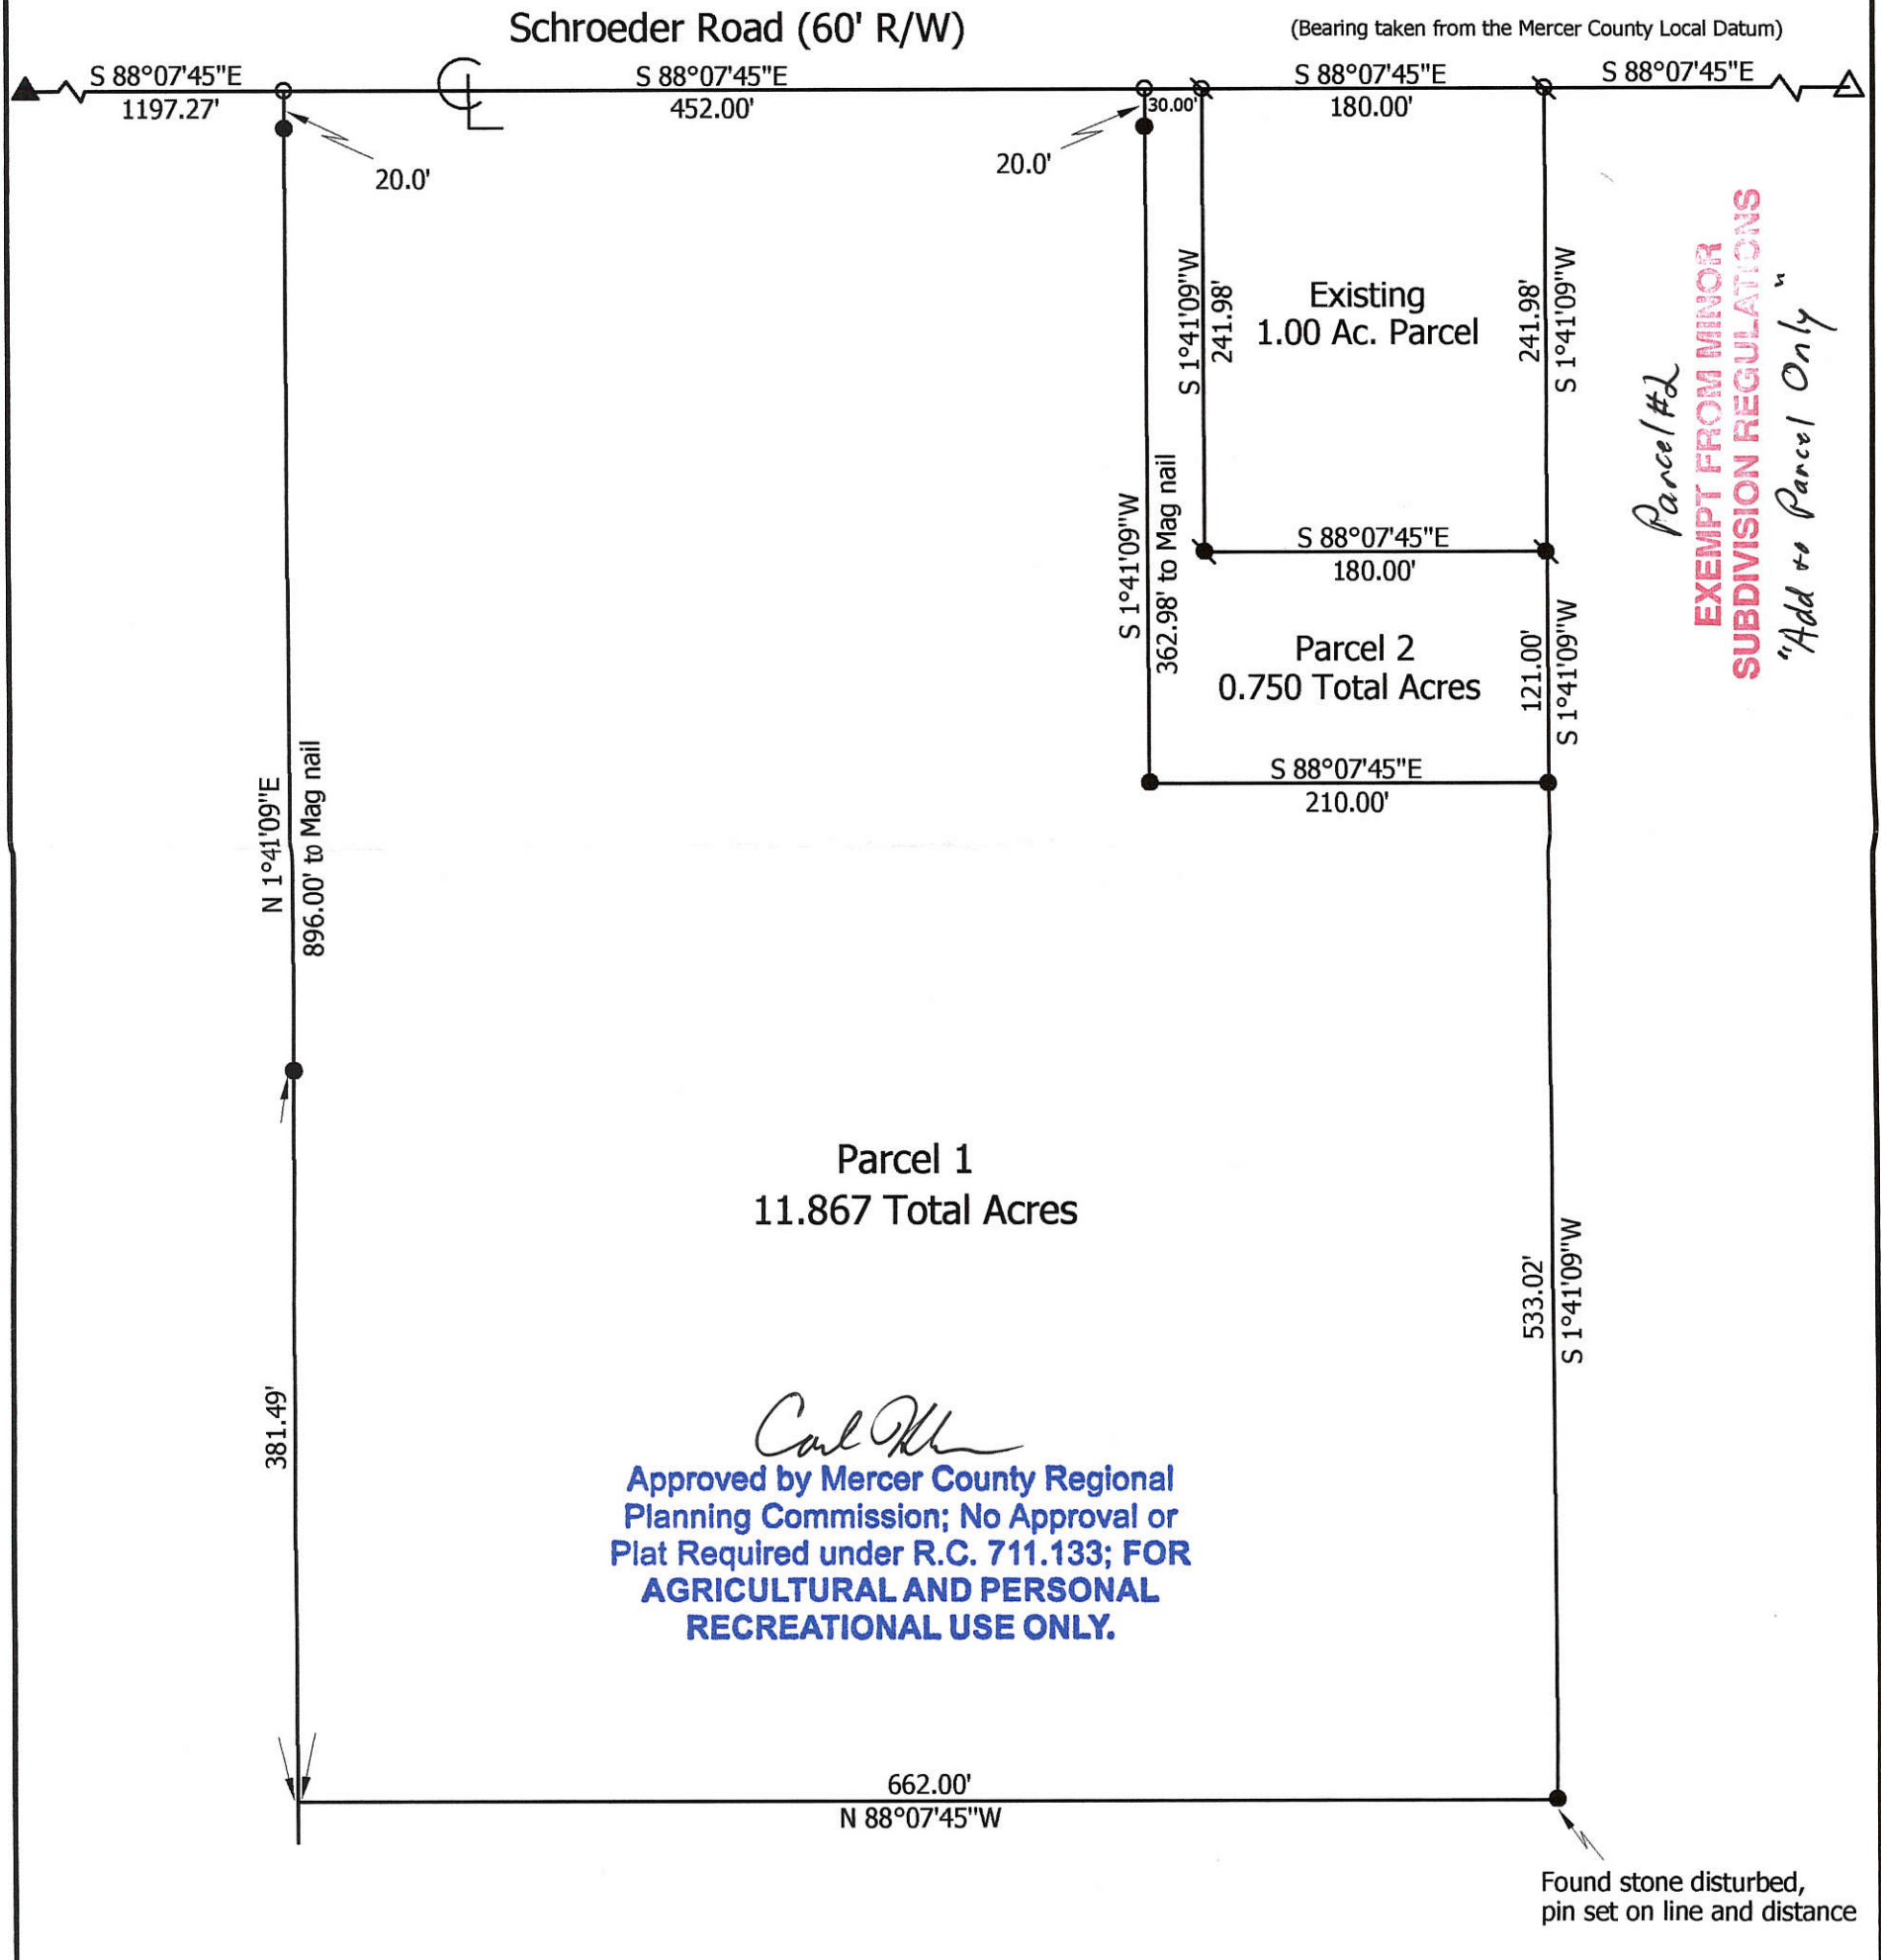 Schroeder Road (60' R/W)
(Bearing taken from the Mercer County Local Datum)
S 88°07'45"E
1197.27'
S 88°07'45"E
452.00'
30.00'
S 88°07'45"E
180.00'
S 88°07'45"E
20.0'
20.0'
S 1°41'09"W
241.98'
Existing
1.00 Ac. Parcel
241.98'
S 1°41'09"W
Parcel #2
EXEMPT FROM MINOR
SUBDIVISION REGULATIONS
"Add to Parcel Only"
S 1°41'09"W
362.98' to Mag nail
S 88°07'45"E
180.00'
Parcel 2
0.750 Total Acres
121.00'
S 1°41'09"W
S 88°07'45"E
210.00'
N 1°41'09"E
896.00' to Mag nail
Parcel 1
11.867 Total Acres
533.02'
S 1°41'09"W
381.49'
Approved by Mercer County Regional
Planning Commission; No Approval or
Plat Required under R.C. 711.133; FOR
AGRICULTURAL AND PERSONAL
RECREATIONAL USE ONLY.
662.00'
N 88°07'45"W
Found stone disturbed,
pin set on line and distance